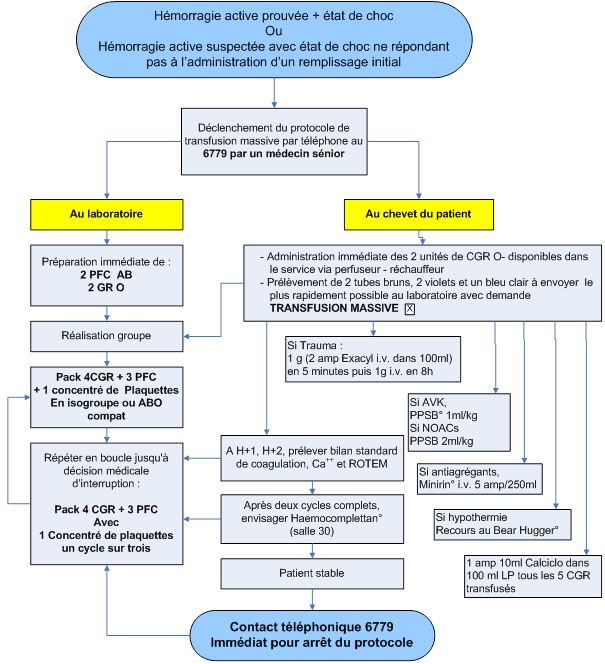 Hémorragie active prouvée + état de choc
Ou
Hémorragie active suspectée avec état de choc ne répondant
pas à l'administration d'un remplissage initial
Déclenchement du protocole de
transfusion massive par téléphone au
6779 par un médecin sénior
Au laboratoire
Au chevet du patient
Préparation immédiate de :
2 PFC AB
2 GR O
- Administration immédiate des 2 unités de CGR O- disponibles dans
le service via perfuseur - réchauffeur
- Prélèvement de 2 tubes bruns, 2 violets et un bleu clair à envoyer le
plus rapidement possible au laboratoire avec demande
TRANSFUSION MASSIVE ☒
Réalisation groupe
Si Trauma :
1 g (2 amp Exacyl i.v. dans 100ml)
en 5 minutes puis 1g i.v. en 8h
Pack 4CGR + 3 PFC
+ 1 concentré de Plaquettes
En isogroupe ou ABO
compat
Si AVK,
PPSB° 1ml/kg
Si NOACs
PPSB 2ml/kg
Répéter en boucle jusqu'à
décision médicale
d'interruption :
Pack 4 CGR + 3 PFC
Avec
1 Concentré de plaquettes
un cycle sur trois
A H+1, H+2, prélever bilan standard
de coagulation, Ca++ et ROTEM
Si antiagrégants,
Minirin° i.v. 5 amp/250ml
Après deux cycles complets,
envisager Haemocomplettan°
(salle 30)
Si hypothermie
Recours au Bear Hugger°
Patient stable
1 amp 10ml Calciclo dans
100 ml LP tous les 5 CGR
transfusés
Contact téléphonique 6779
Immédiat pour arrêt du protocole